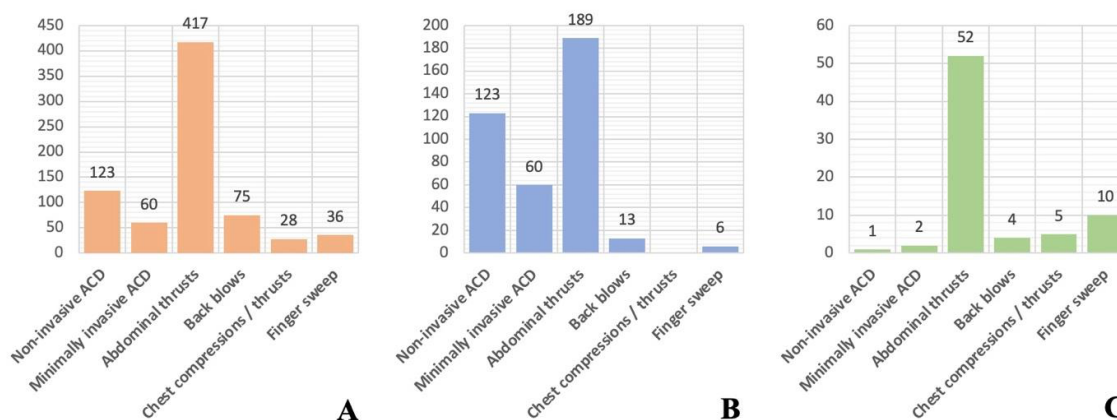 450
400
350
300
250
200
150
100
50
0
123
60
417
75
28
36
Non-invasive ACD
Minimally invasive ACD
Abdominal thrusts
Back blows
Chest compressions / thrusts
Finger sweep
A
200
180
160
140
120
100
80
60
40
20
0
123
60
189
13
6
Non-invasive ACD
Minimally invasive ACD
Abdominal thrusts
Back blows
Chest compressions / thrusts
Finger sweep
B
60
50
40
30
20
10
0
1
2
52
4
5
10
Non-invasive ACD
Minimally invasive ACD
Abdominal thrusts
Back blows
Chest compressions / thrusts
Finger sweep